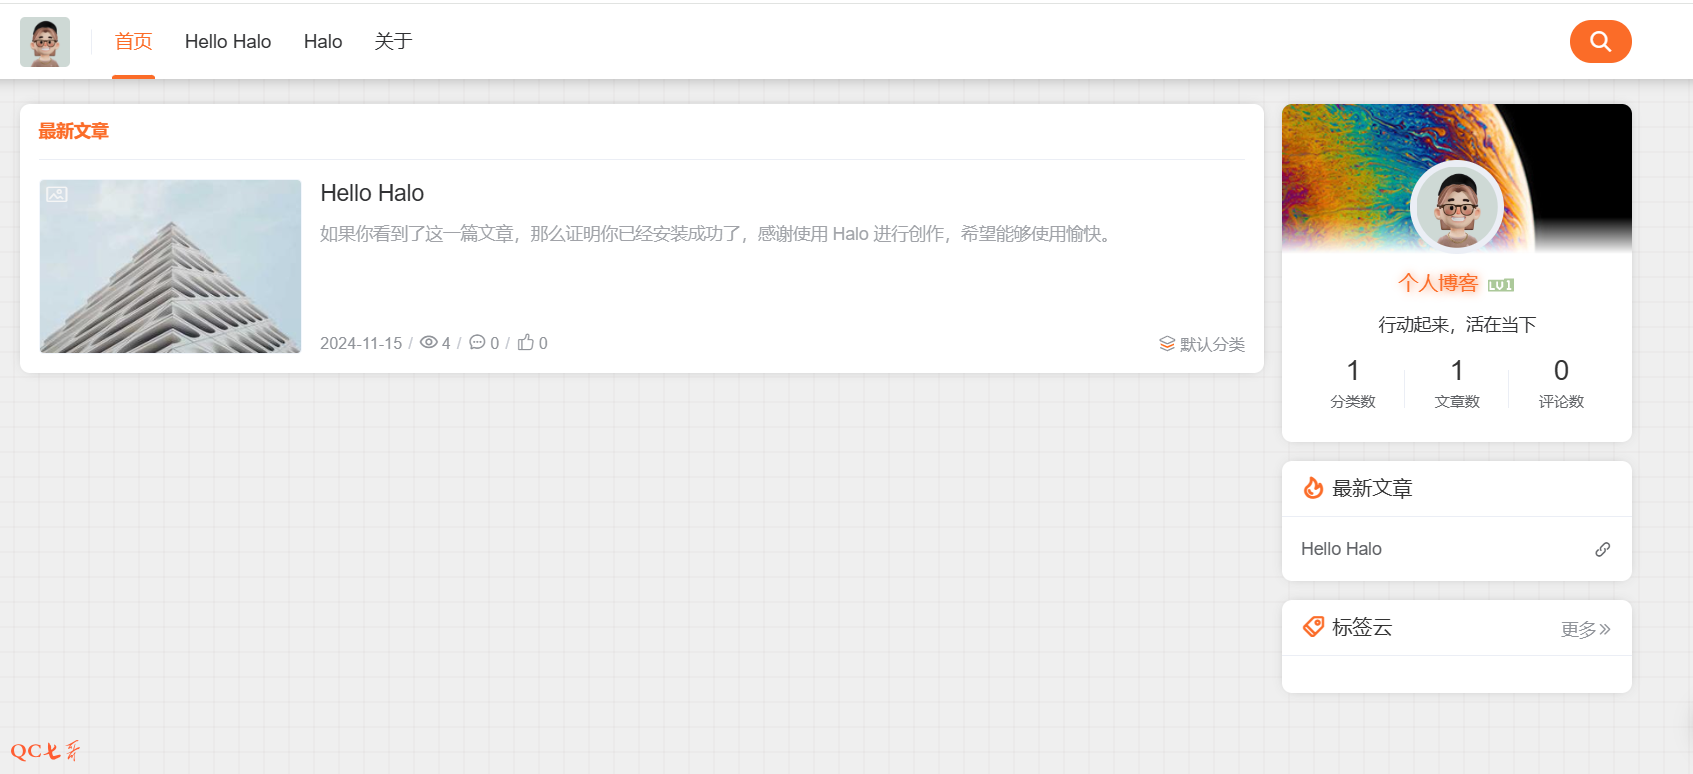 首页 Hello Halo Halo 关于
最新文章
Hello Halo
如果你看到了这一篇文章，那么证明你已经安装成功了，感谢使用 Halo 进行创作，希望能够使用愉快。
2024-11-15 / 4 / 0 / 0 默认分类
个人博客 LV1
行动起来，活在当下
1 1 0
分类数 文章数 评论数
最新文章
Hello Halo
标签云 更多
QC七哥